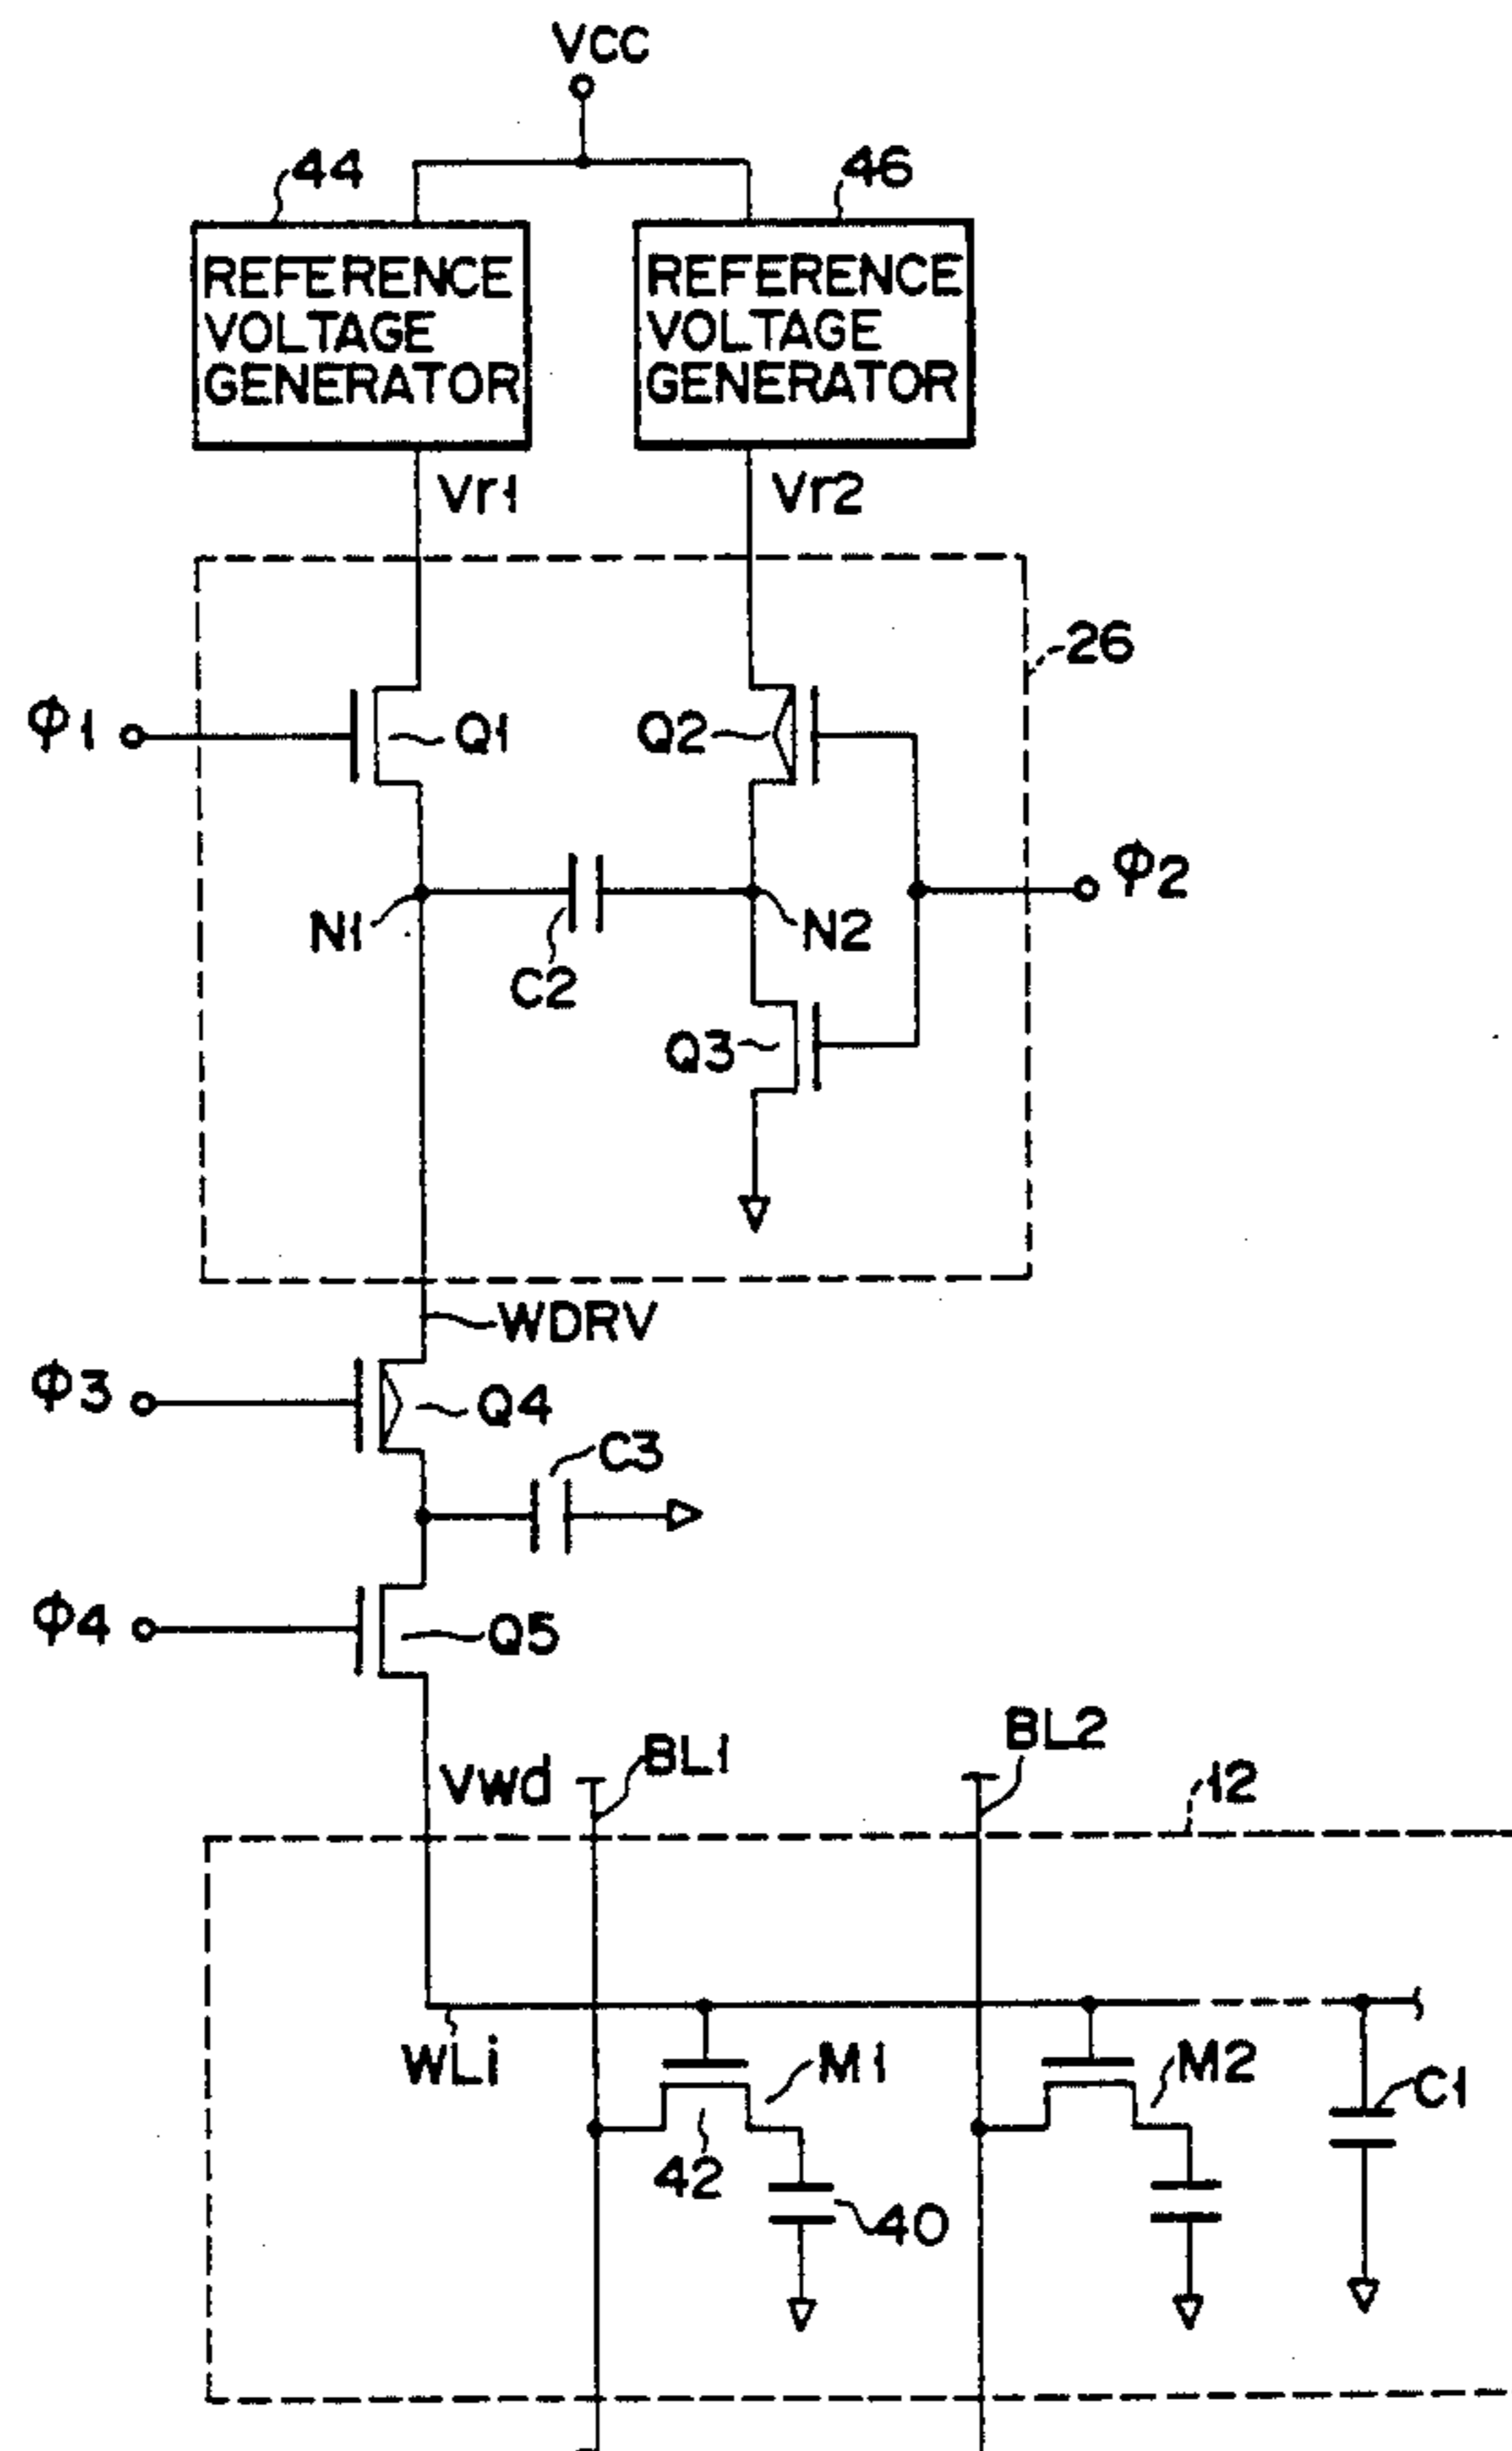 VCC
44
46
REFERENCE
VOLTAGE
GENERATOR
REFERENCE
VOLTAGE
GENERATOR
Vr1
Vr2
26
Φ1
Q1
Q2
Φ2
N1
N2
C2
Q3
WDRV
Φ3
Q4
C3
Φ4
Q5
Vwd
BL1
BL2
12
WLi
M1
M2
C1
42
40